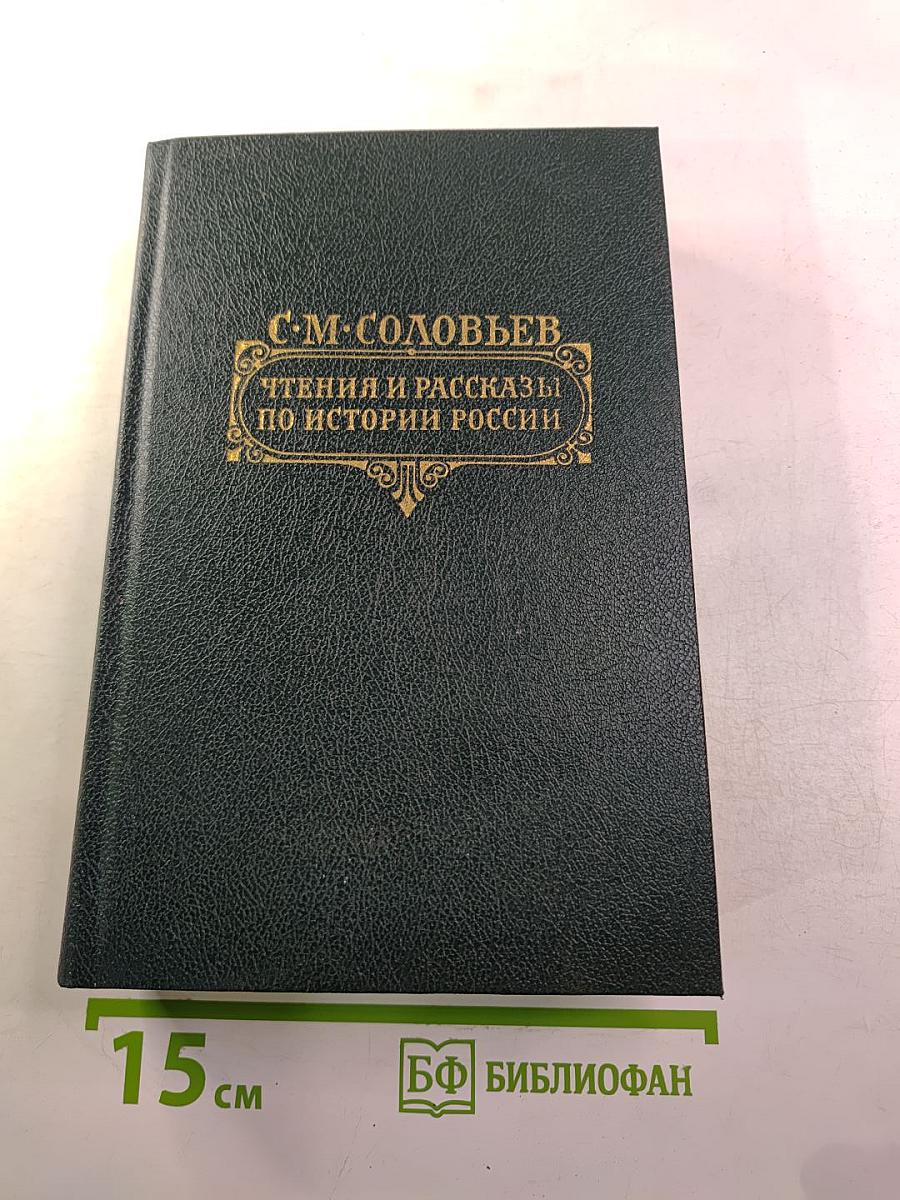 С·М·СОЛОВЬЕВ
ЧТЕНИЯ И РАССКАЗЫ
ПО ИСТОРИИ РОССИИ
15 см
БФ БИБЛИОФАН